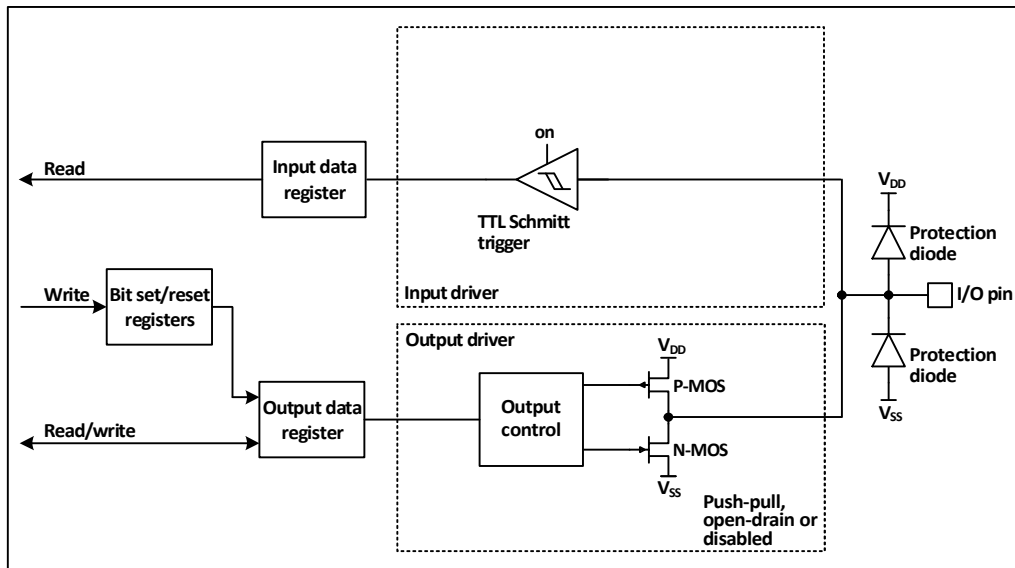 on
Read
Input data
register
V_DD
TTL Schmitt
trigger
Protection
diode
Write
Bit set/reset
registers
Input driver
I/O pin
Output driver
V_DD
P-MOS
Protection
diode
Output data
register
Output
control
V_SS
Read/write
N-MOS
V_SS
Push-pull,
open-drain or
disabled